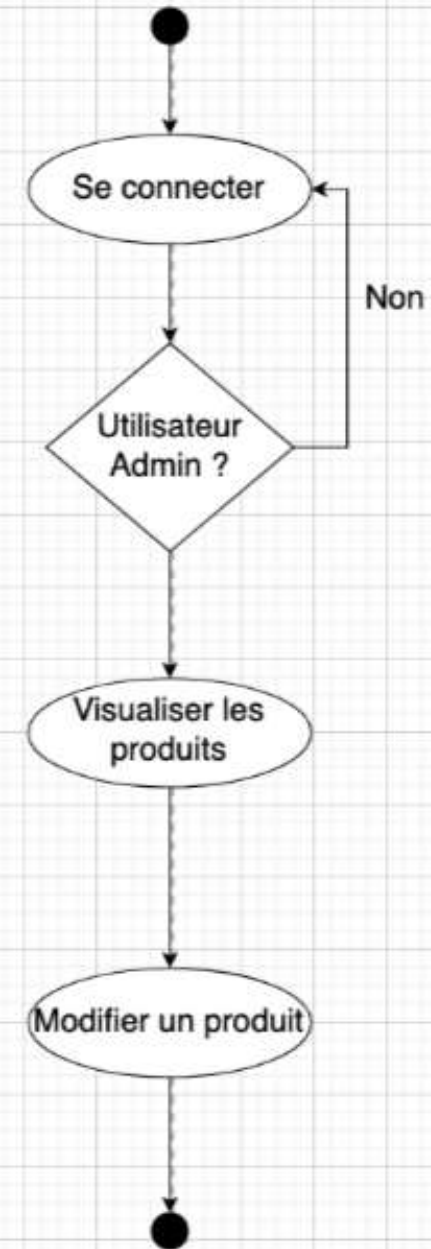 Se connecter
Non
Utilisateur
Admin ?
Visualiser les
produits
Modifier un produit